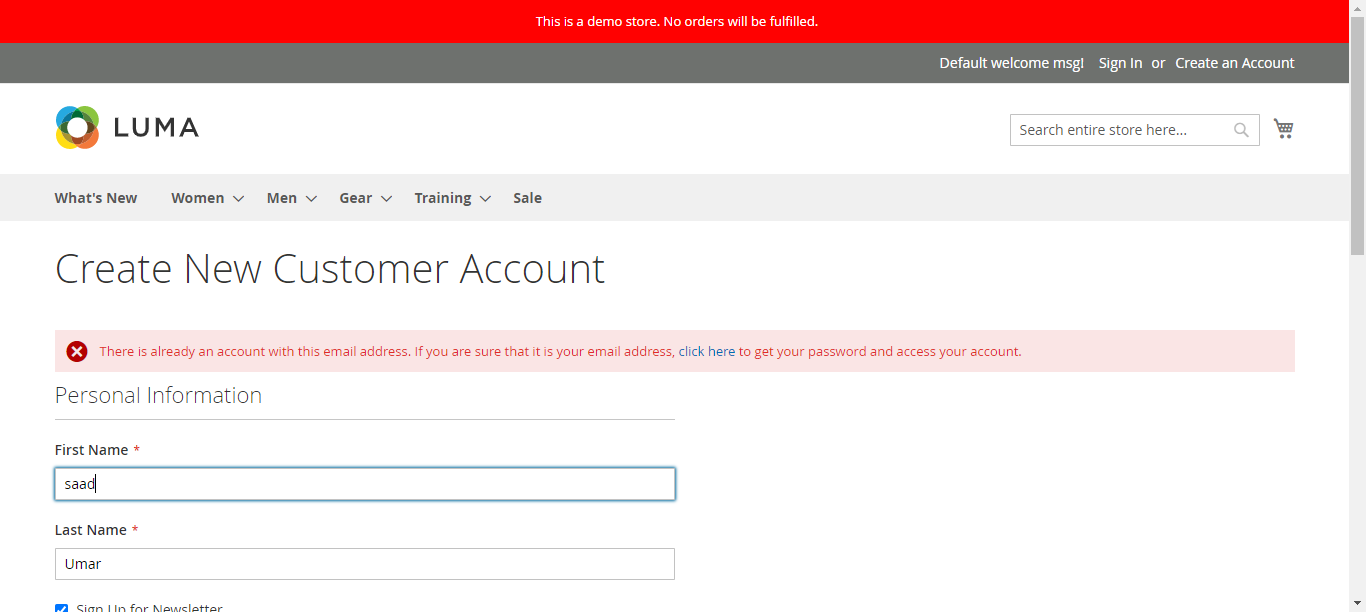 This is a demo store. No orders will be fulfilled.
Default welcome msg! Sign In or Create an Account
LUMA
Search entire store here...
What's New Women Men Gear Training Sale
Create New Customer Account
There is already an account with this email address. If you are sure that it is your email address, click here to get your password and access your account.
Personal Information
First Name *
saad
Last Name *
Umar
Sign Up for Newsletter